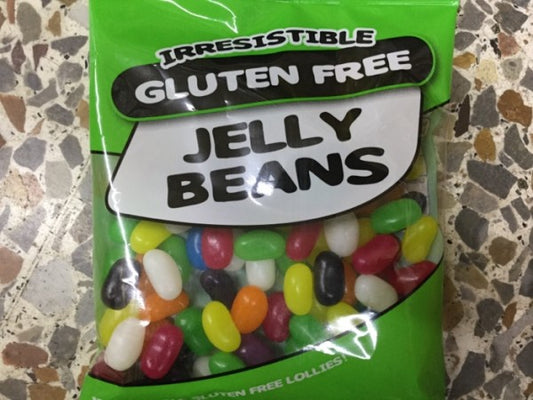 IRRESISTIBLE
GLUTEN FREE
JELLY
BEANS
GLUTEN FREE LOLLIES!